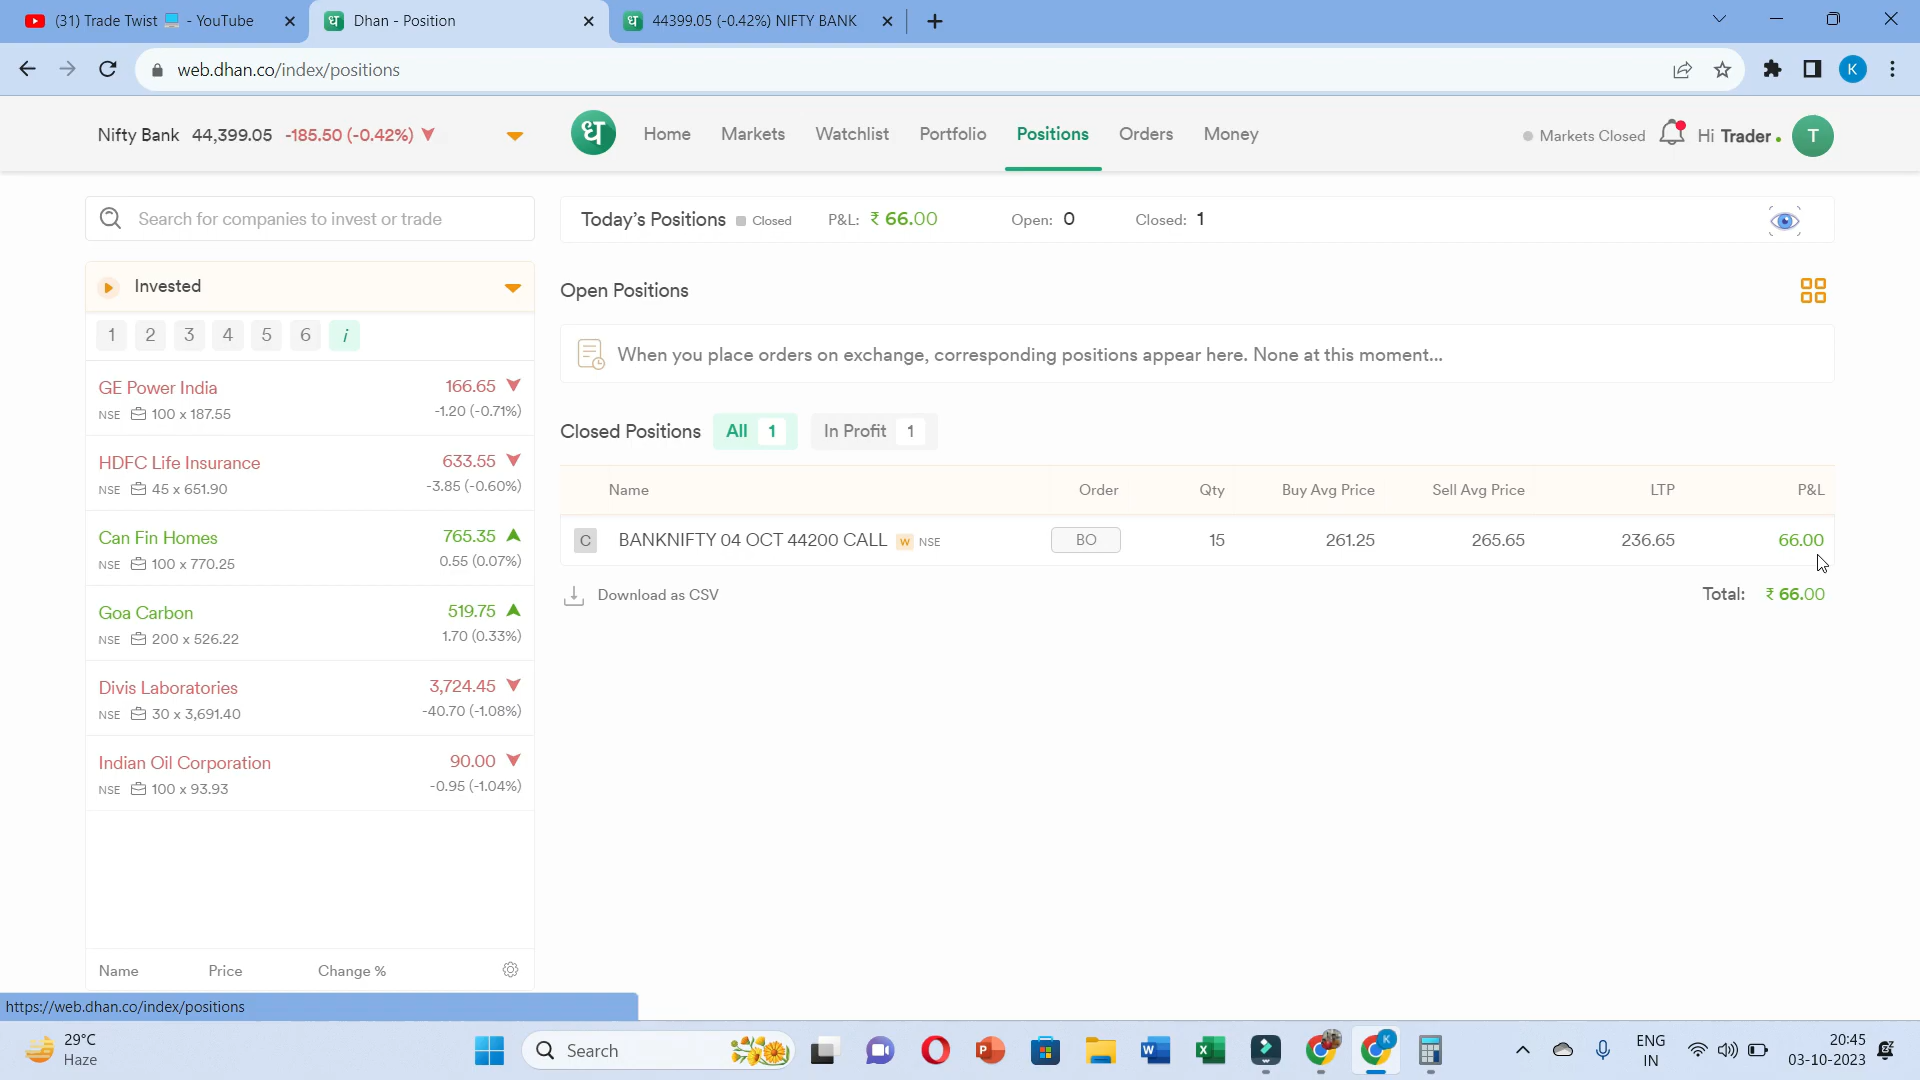 (31) Trade Twist - YouTube
Dhan - Position
44399.05 (-0.42%) NIFTY BANK
web.dhan.co/index/positions
K
Nifty Bank 44,399.05 -185.50 (-0.42%)
ध
Home Markets Watchlist Portfolio Positions Orders Money
Markets Closed
Hi Trader.
T
Search for companies to invest or trade
Today's Positions Closed P&L: ₹ 66.00 Open: 0 Closed: 1
Invested
1 2 3 4 5 6 i
GE Power India 166.65
NSE 100 x 187.55 -1.20 (-0.71%)
HDFC Life Insurance 633.55
NSE 45 x 651.90 -3.85 (-0.60%)
Can Fin Homes 765.35
NSE 100 x 770.25 0.55 (0.07%)
Goa Carbon 519.75
NSE 200 x 526.22 1.70 (0.33%)
Divis Laboratories 3,724.45
NSE 30 x 3,691.40 -40.70 (-1.08%)
Indian Oil Corporation 90.00
NSE 100 x 93.93 -0.95 (-1.04%)
Name Price Change %
Open Positions
When you place orders on exchange, corresponding positions appear here. None at this moment...
Closed Positions All 1 In Profit 1
Name Order Qty Buy Avg Price Sell Avg Price LTP P&L
C BANKNIFTY 04 OCT 44200 CALL W NSE BO 15 261.25 265.65 236.65 66.00
Download as CSV
Total: ₹ 66.00
https://web.dhan.co/index/positions
29°C
Haze
Search
ENG
IN
20:45
03-10-2023